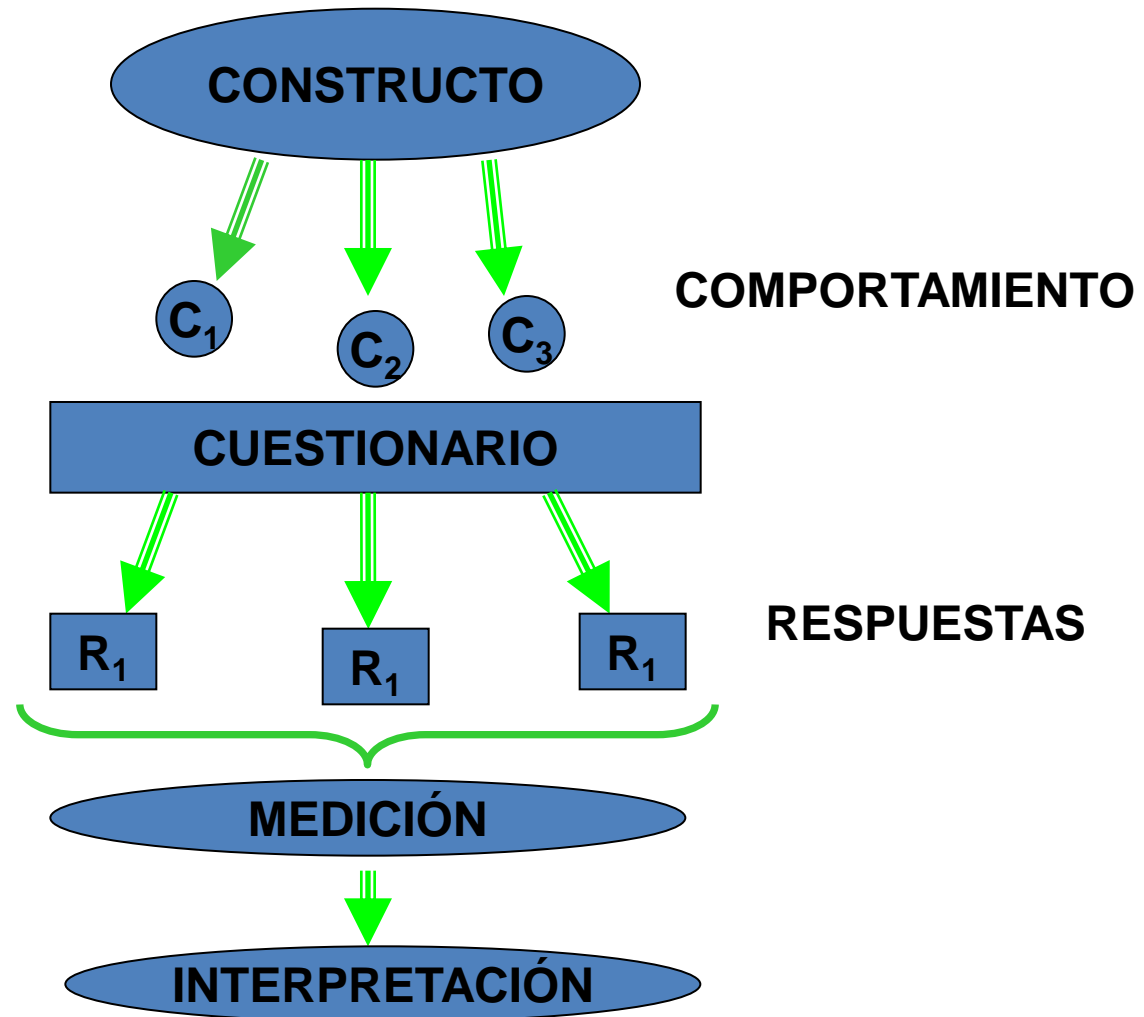 CONSTRUCTO
COMPORTAMIENTO
C₁
C₂
C₃
CUESTIONARIO
RESPUESTAS
R₁
R₁
R₁
MEDICIÓN
INTERPRETACIÓN